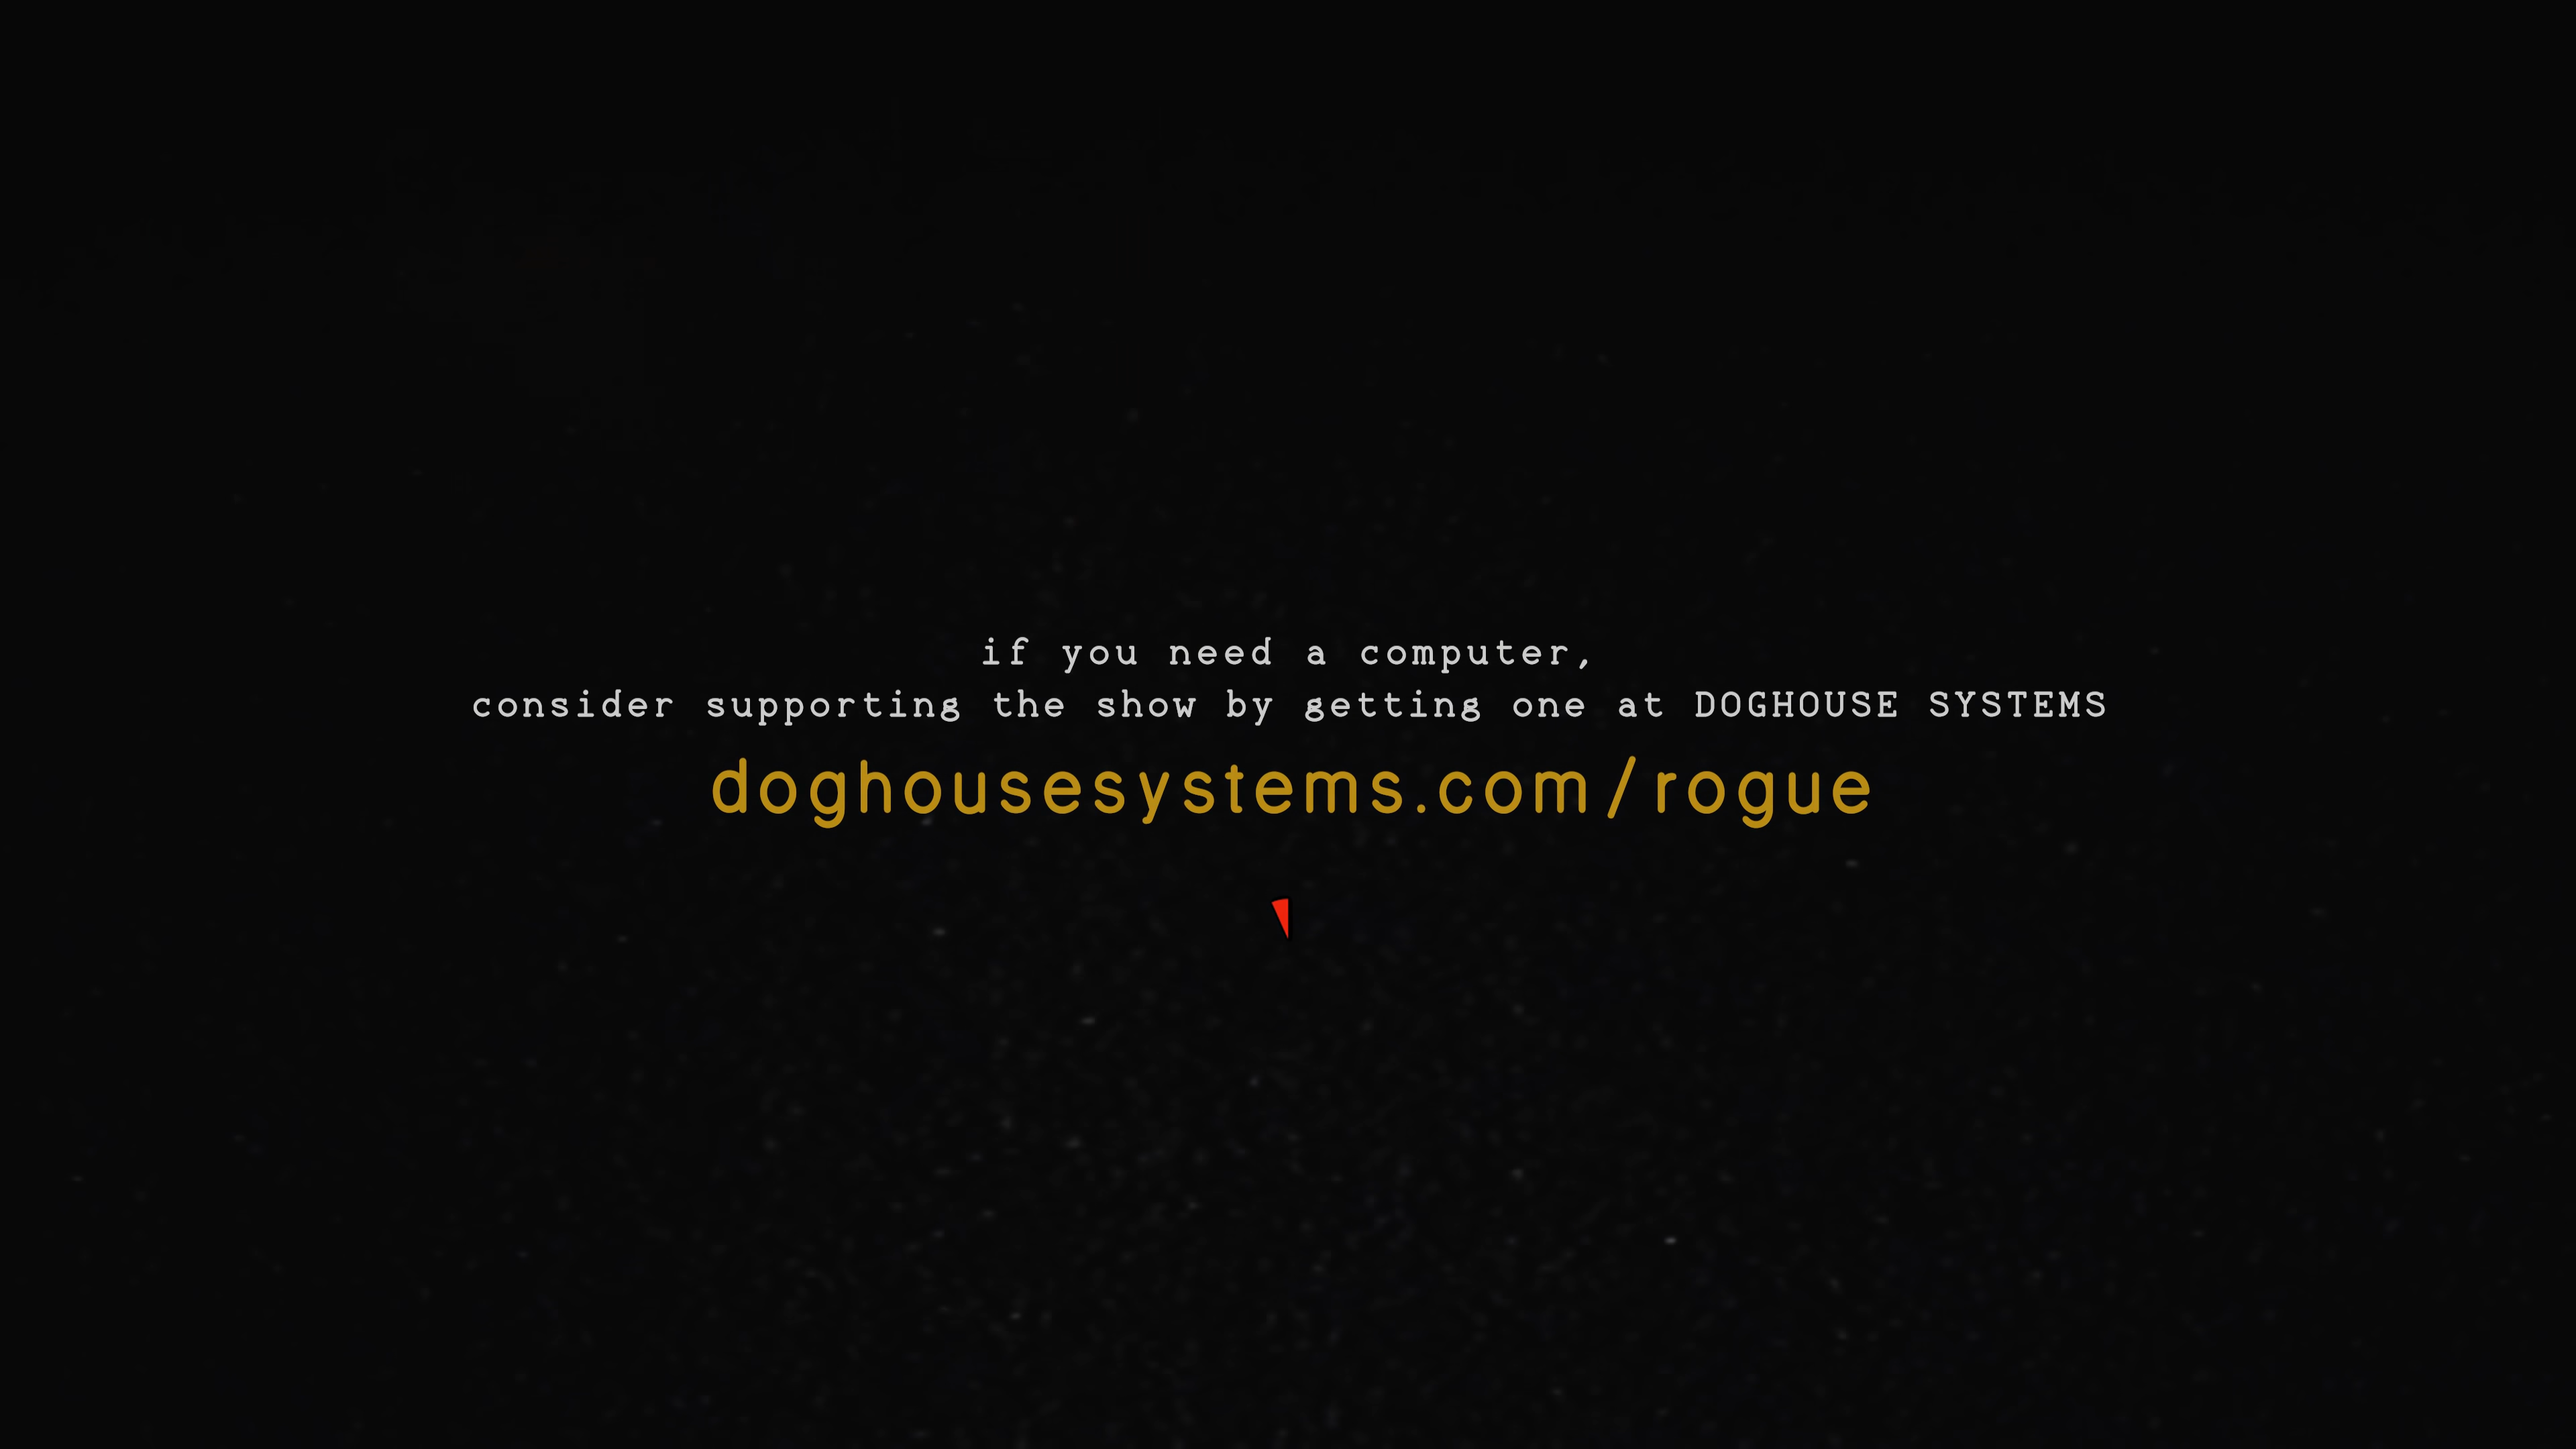 if you need a computer,
consider supporting the show by getting one at DOGHOUSE SYSTEMS
doghousesystems.com/rogue